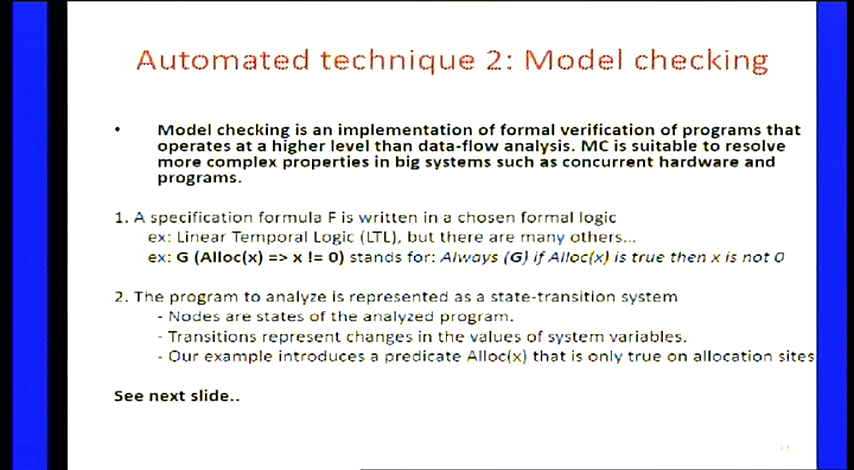 Automated technique 2: Model checking
• Model checking is an implementation of formal verification of programs that
operates at a higher level than data-flow analysis. MC is suitable to resolve
more complex properties in big systems such as concurrent hardware and
programs.
1. A specification formula F is written in a chosen formal logic
ex: Linear Temporal Logic (LTL), but there are many others...
ex: G (Alloc(x) => x != 0) stands for: Always (G) if Alloc(x) is true then x is not 0
2. The program to analyze is represented as a state-transition system
- Nodes are states of the analyzed program.
- Transitions represent changes in the values of system variables.
- Our example introduces a predicate Alloc(x) that is only true on allocation sites
See next slide..